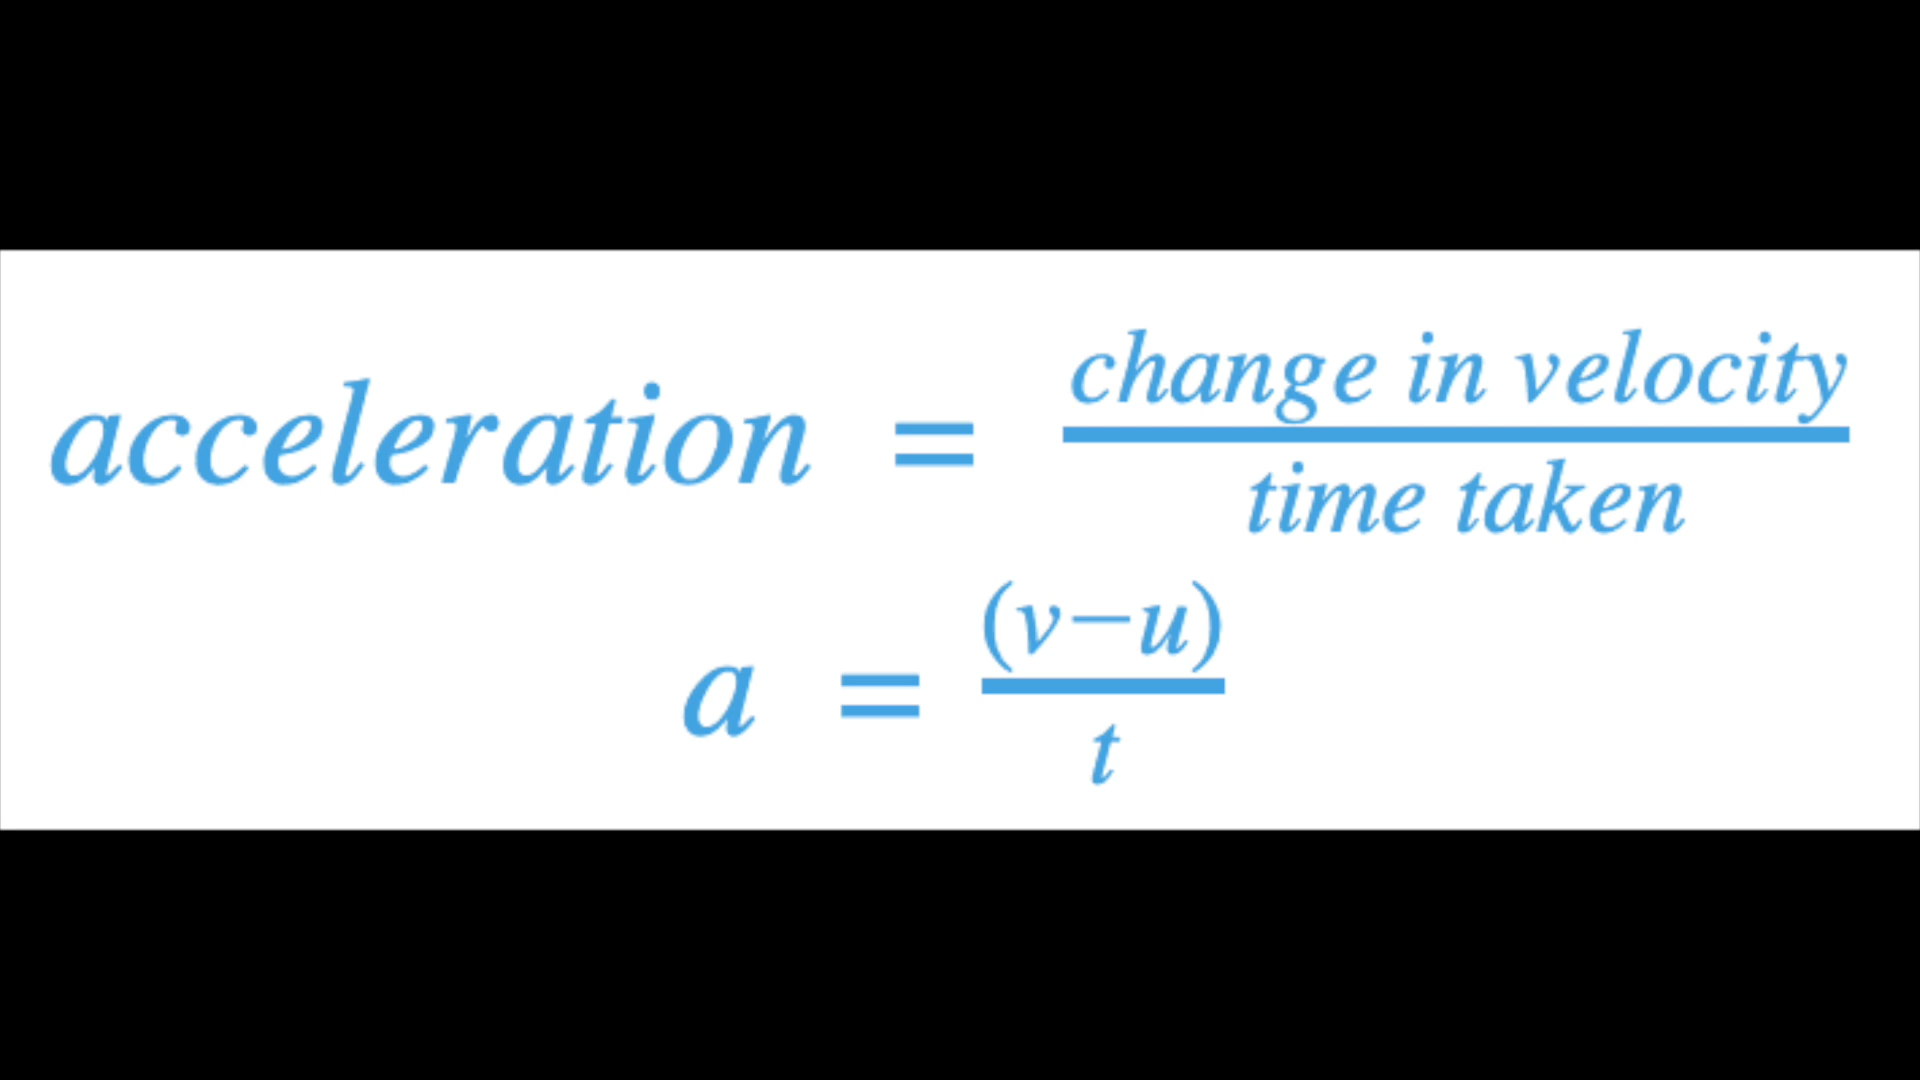 acceleration = change in velocity / time taken
a = (v−u) / t